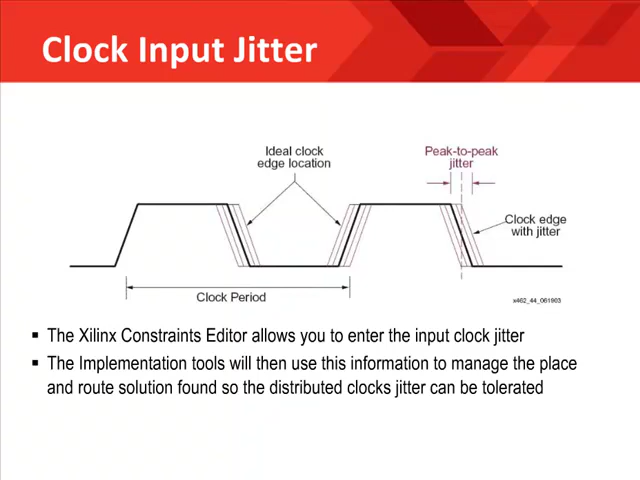 Clock Input Jitter
Ideal clock
edge location
Peak-to-peak
jitter
Clock edge
with jitter
Clock Period
x462_44_061903
▪ The Xilinx Constraints Editor allows you to enter the input clock jitter
▪ The Implementation tools will then use this information to manage the place
and route solution found so the distributed clocks jitter can be tolerated